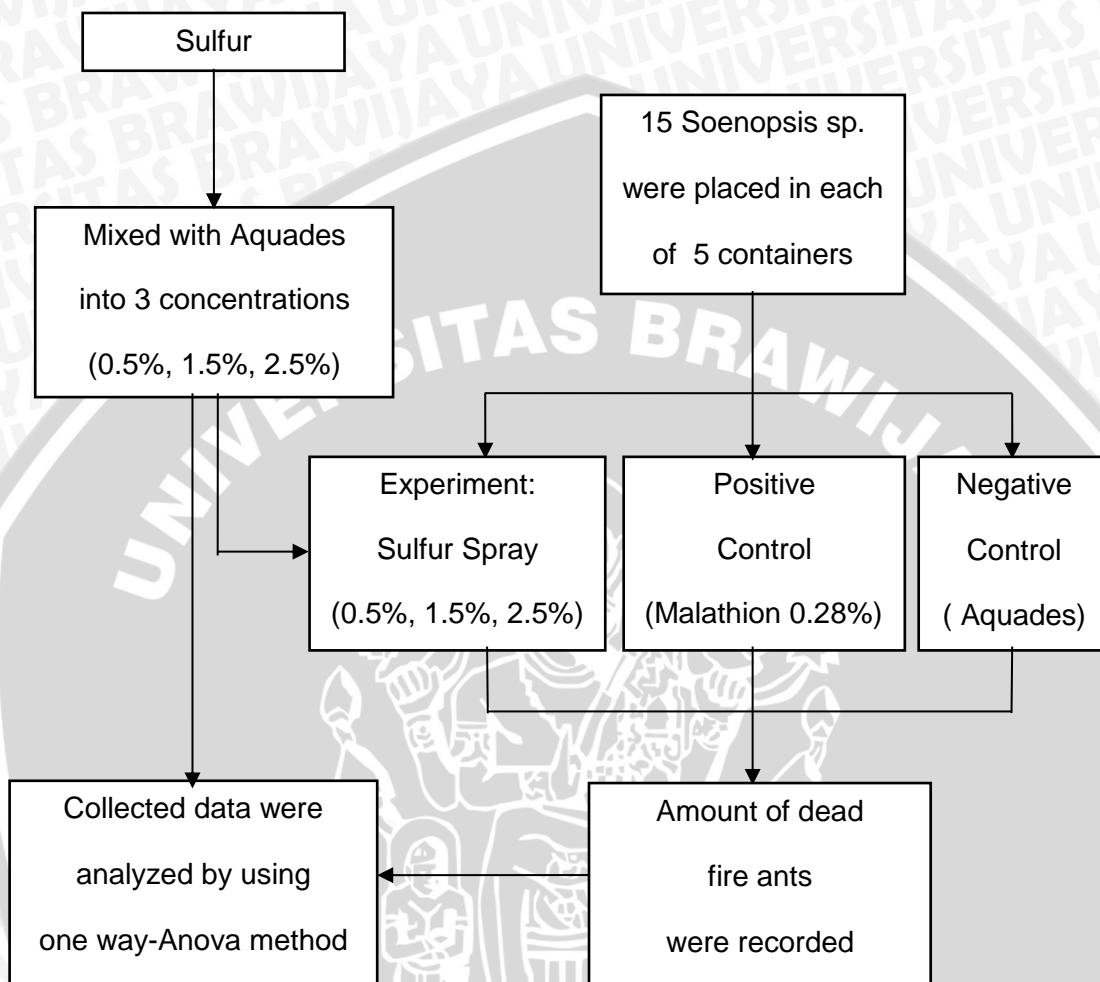 Sulfur
15 Soenopsis sp.
were placed in each
of 5 containers
Mixed with Aquades
into 3 concentrations
(0.5%, 1.5%, 2.5%)
Experiment:
Sulfur Spray
(0.5%, 1.5%, 2.5%)
Positive
Control
(Malathion 0.28%)
Negative
Control
( Aquades)
Collected data were
analyzed by using
one way-Anova method
Amount of dead
fire ants
were recorded
UNIVERSITAS BRAWIJA